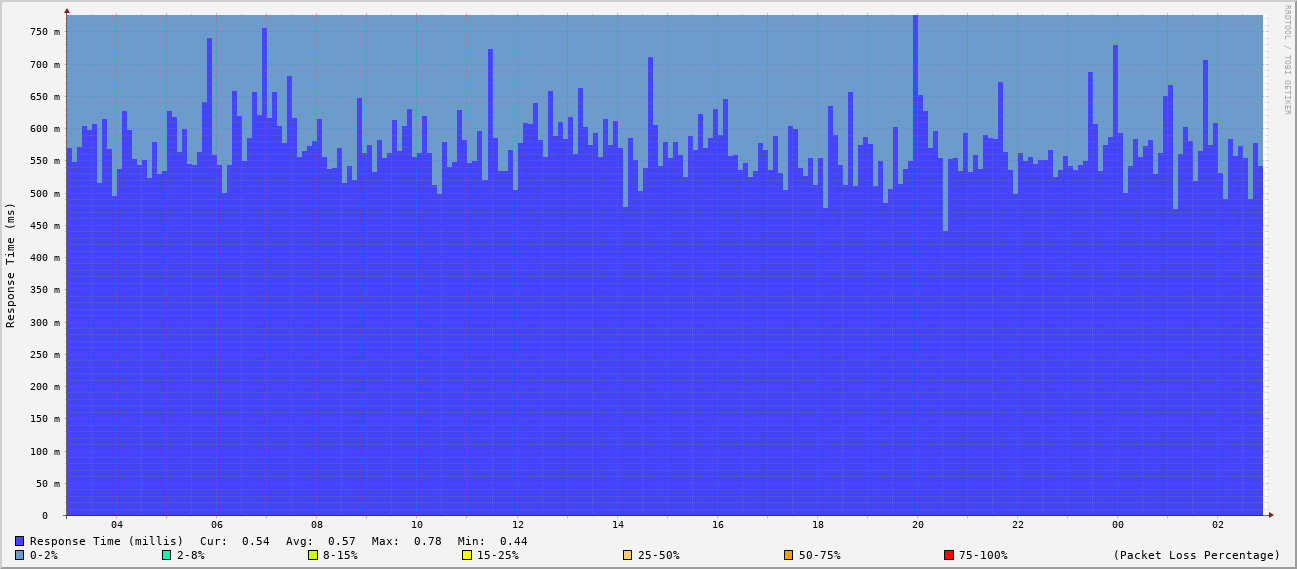 RRDTOOL / TOBI OETIKER
Response Time (ms)
750 m
700 m
650 m
600 m
550 m
500 m
450 m
400 m
350 m
300 m
250 m
200 m
150 m
100 m
50 m
0
04 06 08 10 12 14 16 18 20 22 00 02
Response Time (millis) Cur: 0.54 Avg: 0.57 Max: 0.78 Min: 0.44
0-2% 2-8% 8-15% 15-25% 25-50% 50-75% 75-100% (Packet Loss Percentage)